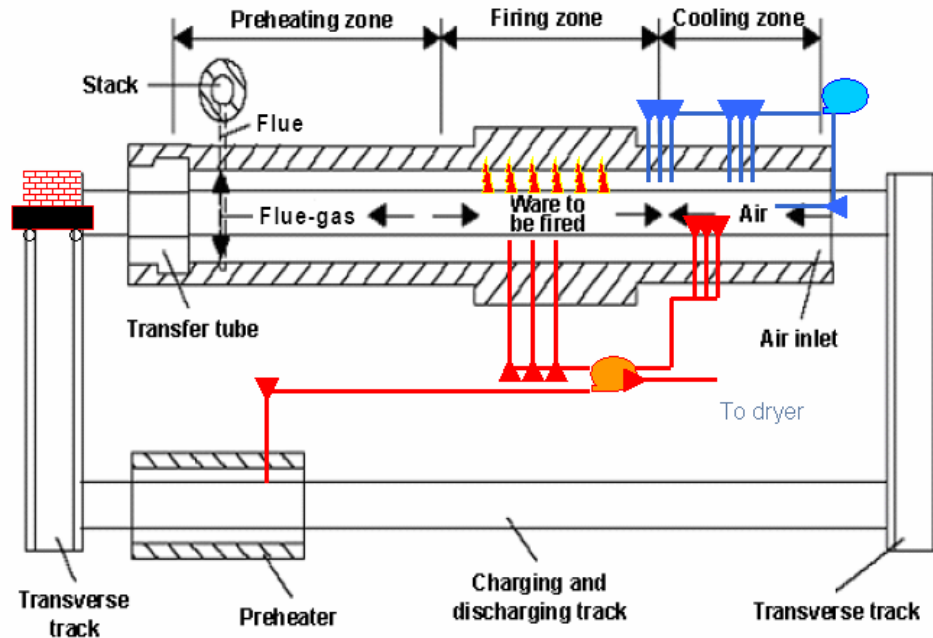 Preheating zone
Firing zone
Cooling zone
Stack
Flue
Flue-gas
Ware to
be fired
Air
Transfer tube
Air inlet
To dryer
Transverse
track
Preheater
Charging and
discharging track
Transverse track